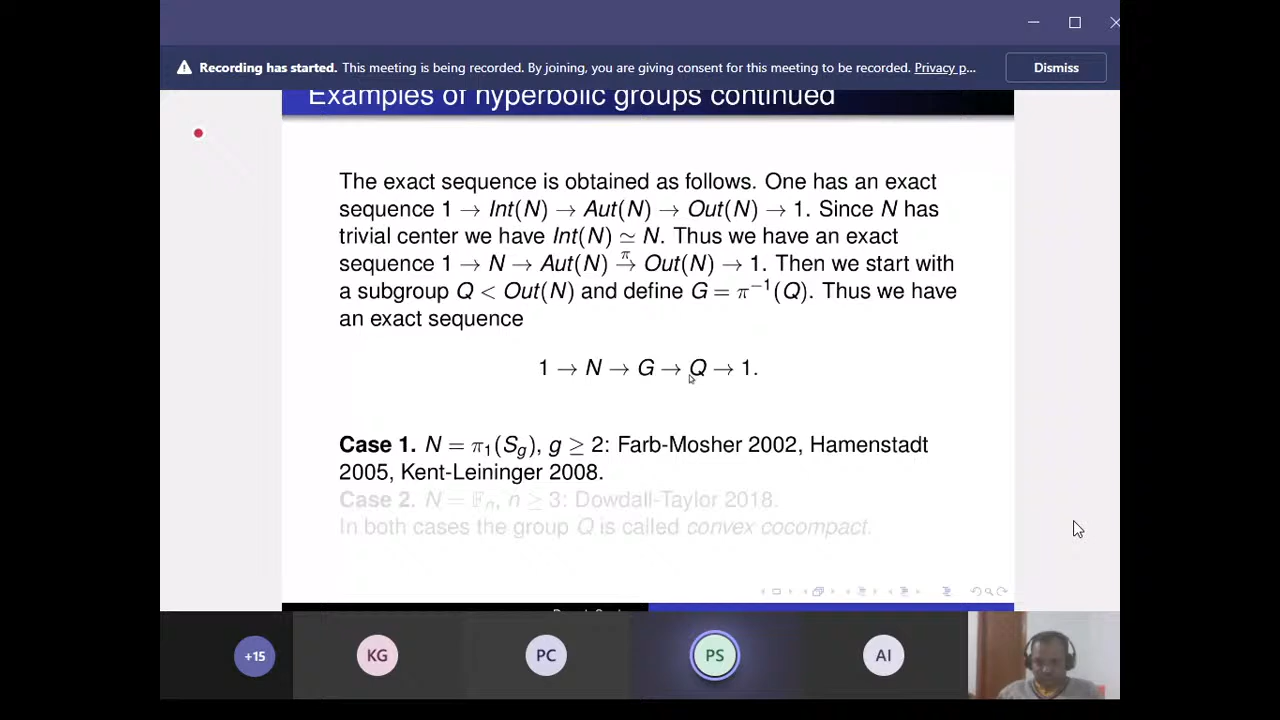 Recording has started. This meeting is being recorded. By joining, you are giving consent for this meeting to be recorded. Privacy p...
Dismiss
Examples of hyperbolic groups continued
The exact sequence is obtained as follows. One has an exact
sequence 1 → Int(N) → Aut(N) → Out(N) → 1. Since N has
trivial center we have Int(N) ≃ N. Thus we have an exact
sequence 1 → N → Aut(N) →^π Out(N) → 1. Then we start with
a subgroup Q < Out(N) and define G = π⁻¹(Q). Thus we have
an exact sequence
1 → N → G → Q → 1.
Case 1. N = π₁(S_g), g ≥ 2: Farb-Mosher 2002, Hamenstadt
2005, Kent-Leininger 2008.
Case 2. N = 𝔽ₙ, n ≥ 3: Dowdall-Taylor 2018.
In both cases the group Q is called convex cocompact.
+15
KG
PC
PS
AI